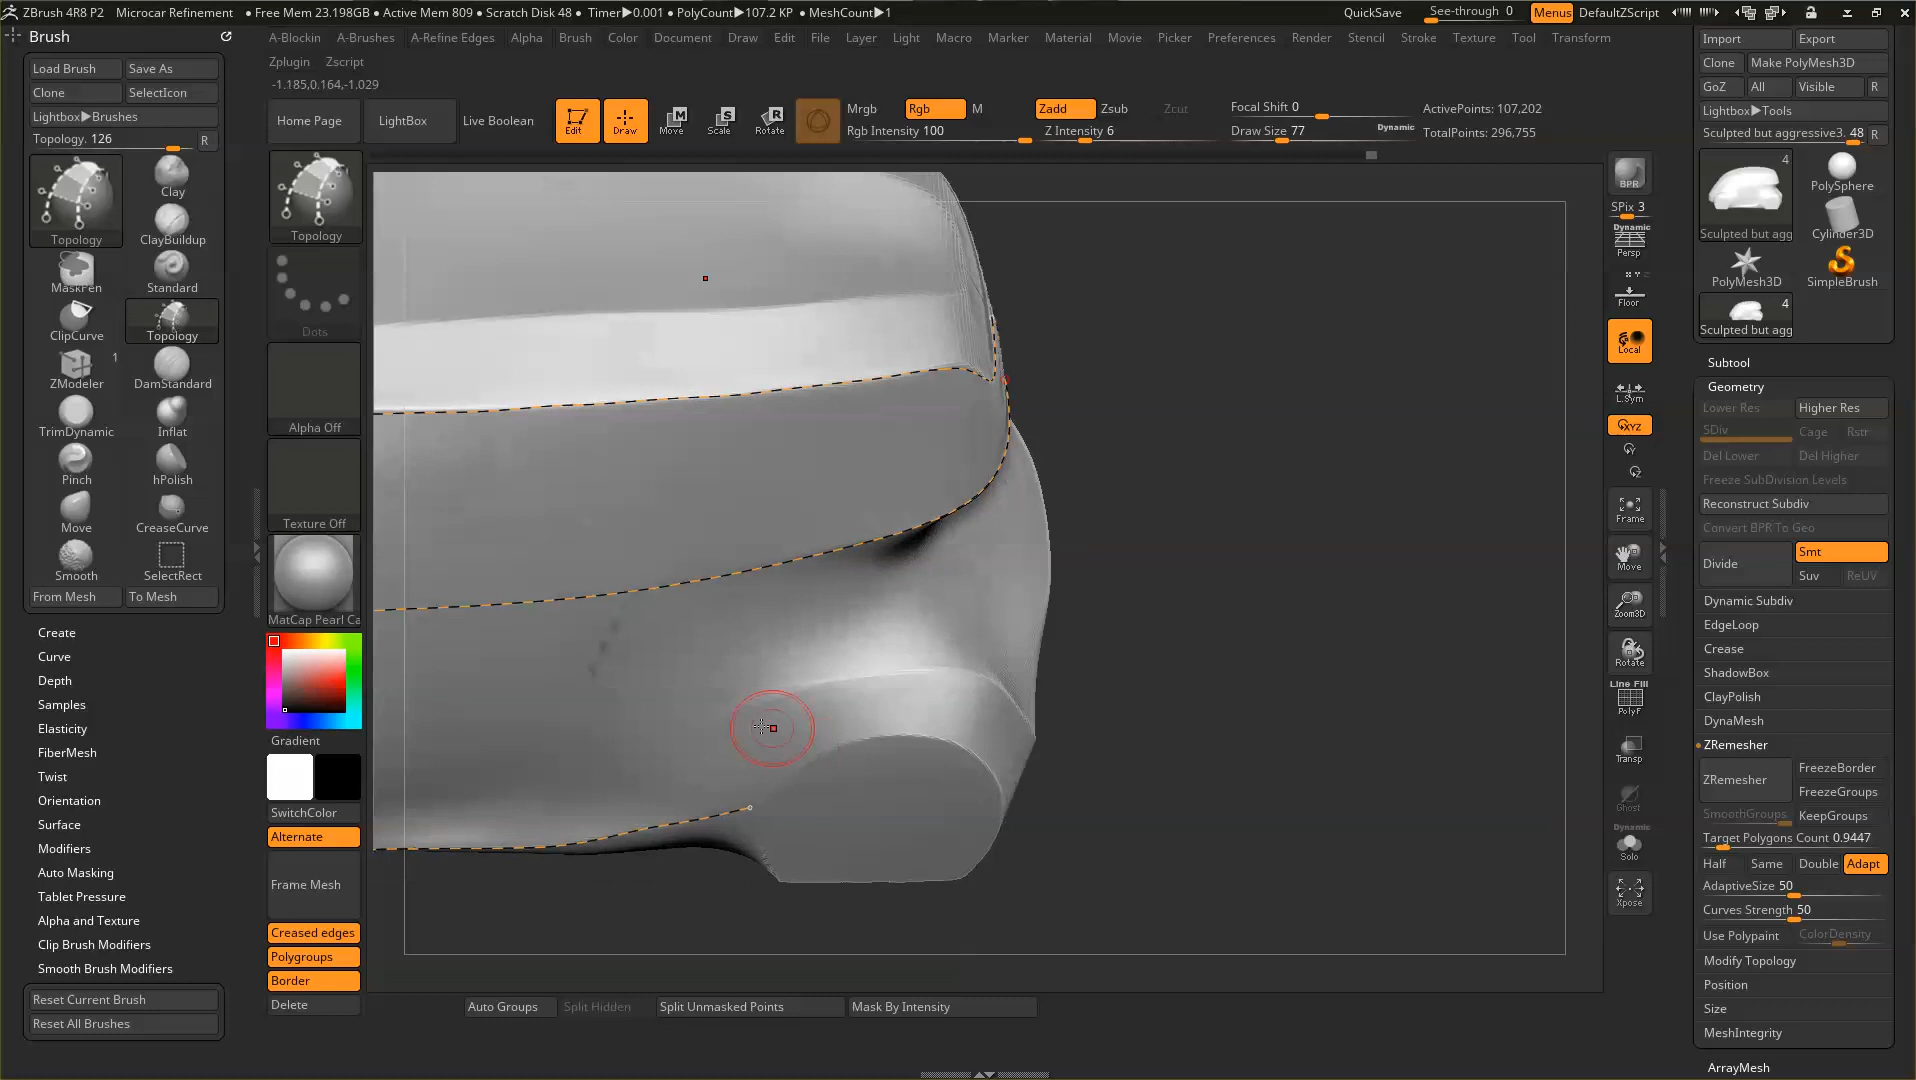 ZBrush 4R8 P2 Microcar Refinement • Free Mem 23.198GB • Active Mem 809 • Scratch Disk 48 • Timer▶0.001 • PolyCount▶107.2 KP • MeshCount▶1 QuickSave See-through 0 Menus DefaultZScript
Brush
A-Blockin A-Brushes A-Refine Edges Alpha Brush Color Document Draw Edit File Layer Light Macro Marker Material Movie Picker Preferences Render Stencil Stroke Texture Tool Transform
Zplugin Zscript
-1.185,0.164,-1.029
Load Brush Save As
Clone SelectIcon
Lightbox▶Brushes
Topology. 126 R
Topology
Clay
ClayBuildup
MaskPen Standard
ClipCurve Topology
1
ZModeler DamStandard
TrimDynamic Inflat
Pinch hPolish
Move CreaseCurve
Smooth SelectRect
From Mesh To Mesh
Create
Curve
Depth
Samples
Elasticity
FiberMesh
Twist
Orientation
Surface
Modifiers
Auto Masking
Tablet Pressure
Alpha and Texture
Clip Brush Modifiers
Smooth Brush Modifiers
Reset Current Brush
Reset All Brushes
Home Page LightBox Live Boolean Edit Draw Move Scale Rotate
Mrgb Rgb M Zadd Zsub Zcut
Rgb Intensity 100 Z Intensity 6
Focal Shift 0
Draw Size 77 Dynamic
ActivePoints: 107,202
TotalPoints: 296,755
Topology
Dots
Alpha Off
Texture Off
MatCap Pearl Ca
Gradient
SwitchColor
Alternate
Frame Mesh
Creased edges
Polygroups
Border
Delete
Auto Groups Split Hidden Split Unmasked Points Mask By Intensity
BPR
SPix 3
Dynamic
Persp
Floor
Local
L.Sym
XYZ
Frame
Move
Zoom3D
Rotate
Line Fill
PolyF
Transp
Ghost
Dynamic
Solo
Xpose
Import Export
Clone Make PolyMesh3D
GoZ All Visible R
Lightbox▶Tools
Sculpted but aggressive3. 48 R
4
PolySphere
Sculpted but agg Cylinder3D
PolyMesh3D SimpleBrush
4
Sculpted but agg
Subtool
Geometry
Lower Res Higher Res
SDiv Cage Rstr
Del Lower Del Higher
Freeze SubDivision Levels
Reconstruct Subdiv
Convert BPR To Geo
Divide Smt
Suv ReUV
Dynamic Subdiv
EdgeLoop
Crease
ShadowBox
ClayPolish
DynaMesh
ZRemesher
ZRemesher FreezeBorder
FreezeGroups
SmoothGroups KeepGroups
Target Polygons Count 0.9447
Half Same Double Adapt
AdaptiveSize 50
Curves Strength 50
Use Polypaint ColorDensity
Modify Topology
Position
Size
MeshIntegrity
ArrayMesh